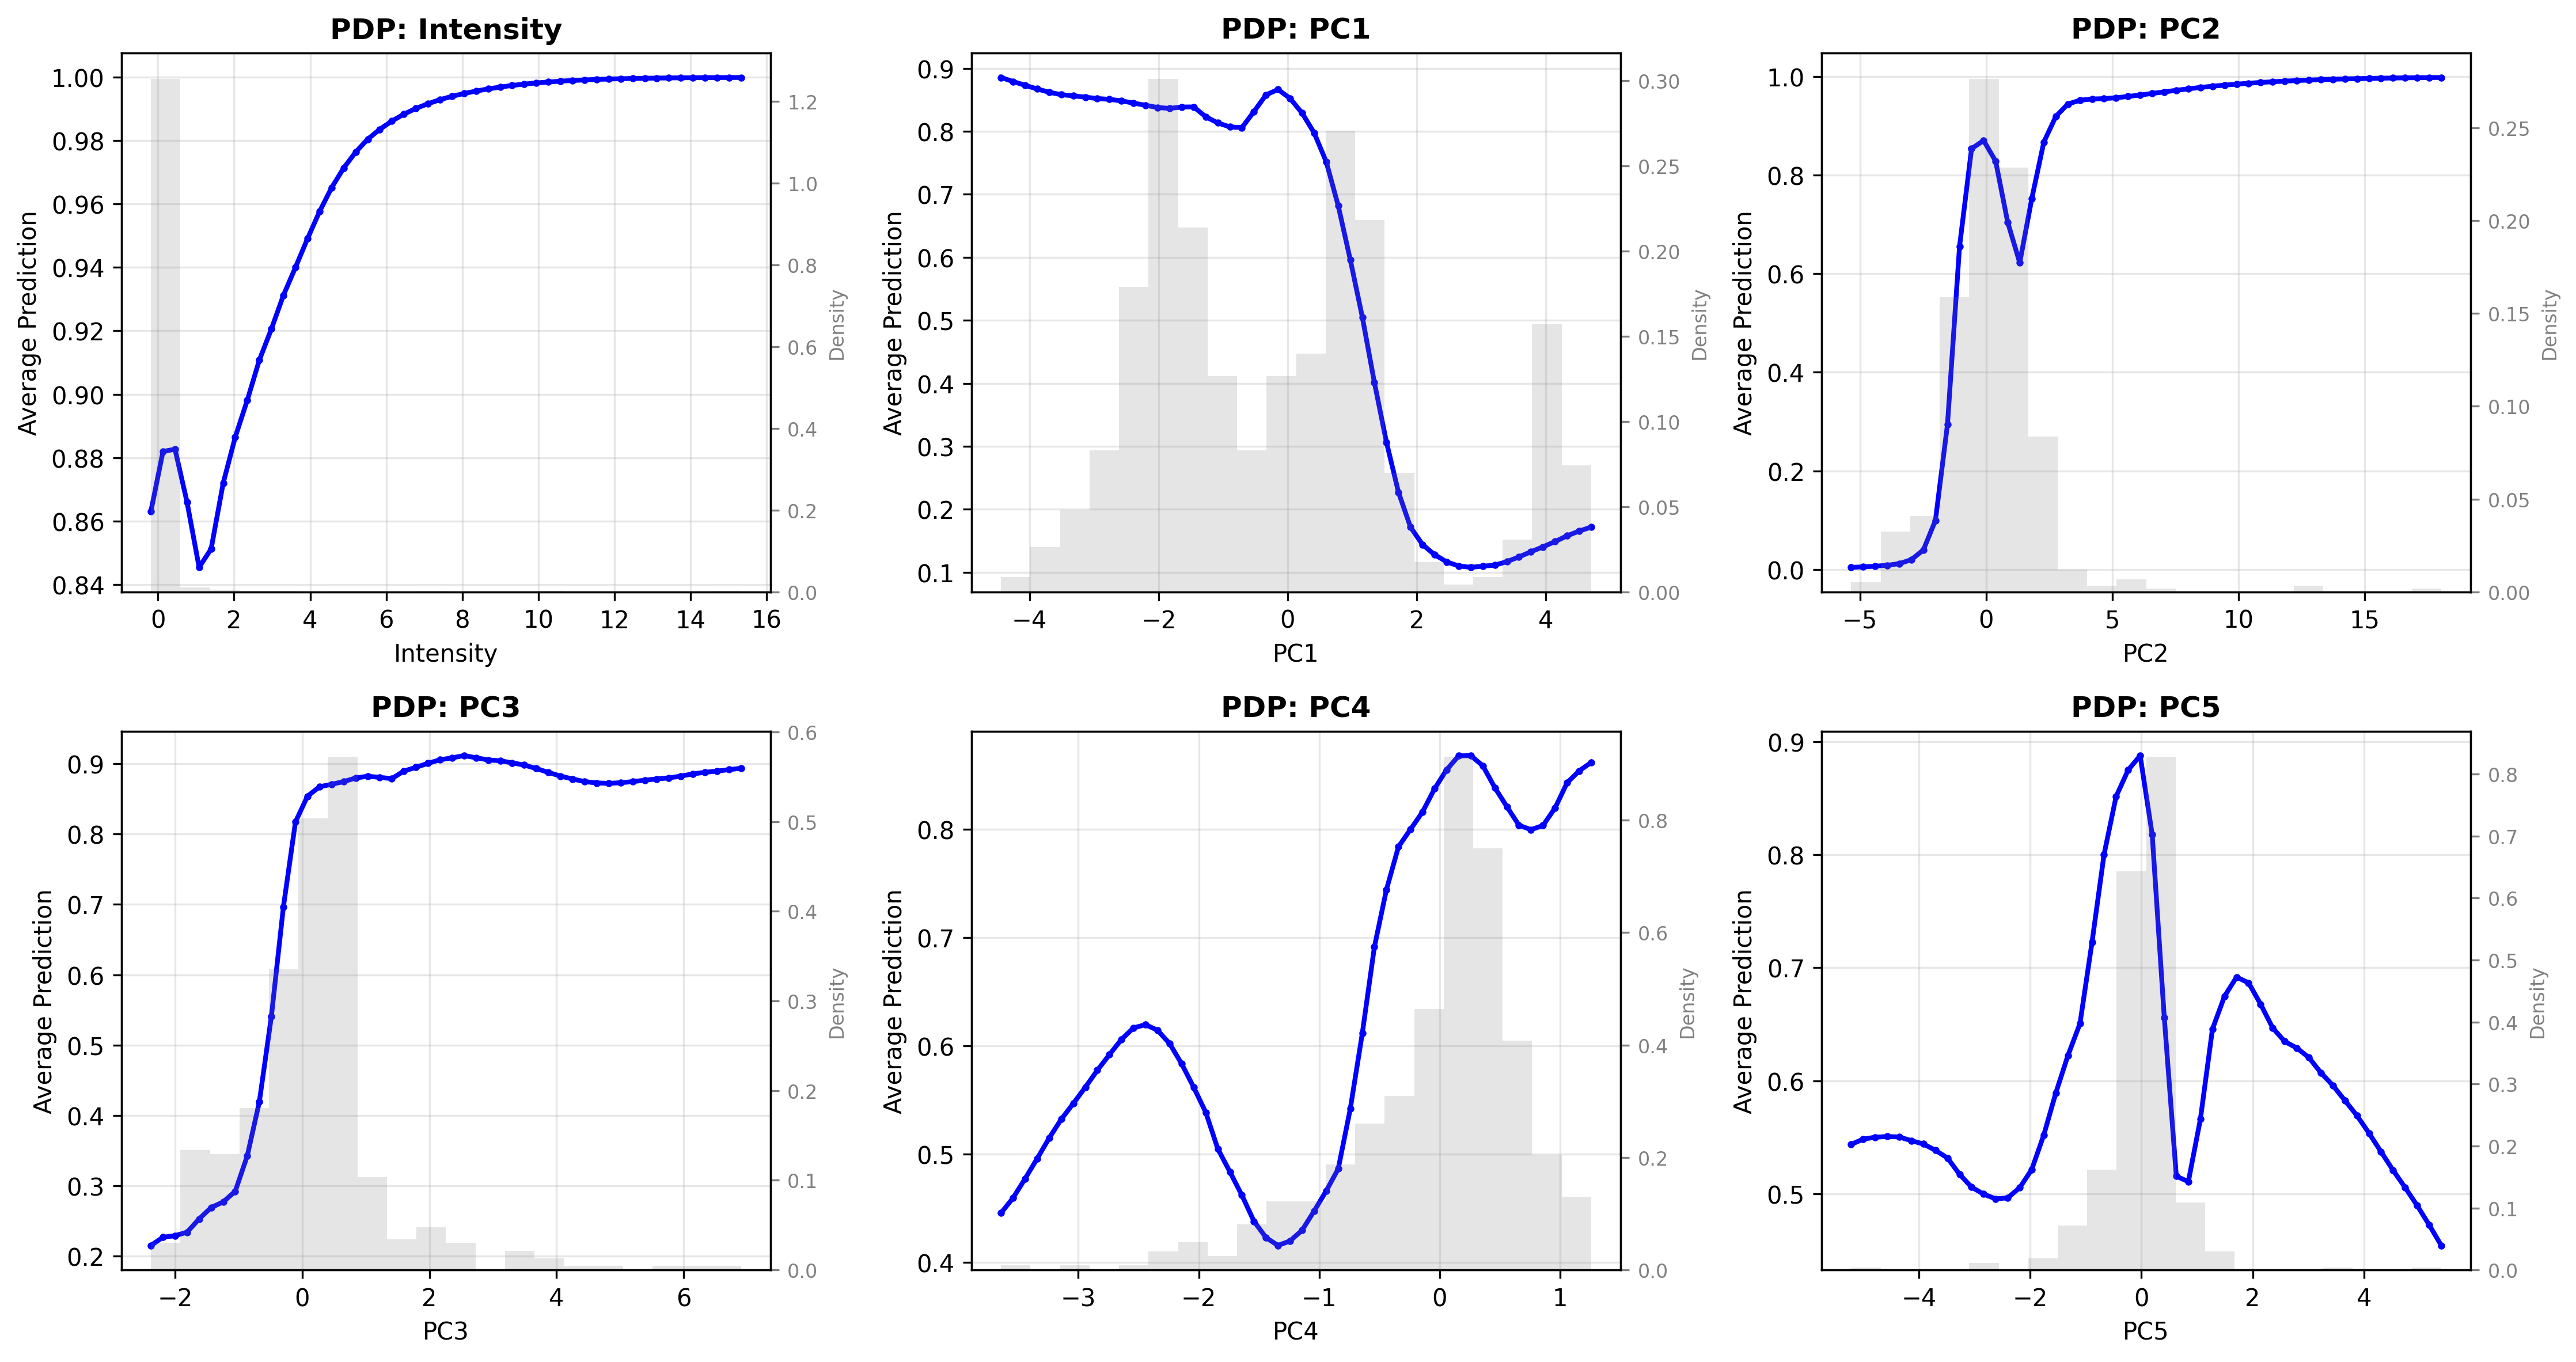 PDP: Intensity
Average Prediction
1.00
0.98
0.96
0.94
0.92
0.90
0.88
0.86
0.84
0 2 4 6 8 10 12 14 16
Intensity
1.2
1.0
0.8
0.6
0.4
0.2
0.0
Density
PDP: PC1
Average Prediction
0.9
0.8
0.7
0.6
0.5
0.4
0.3
0.2
0.1
−4 −2 0 2 4
PC1
0.30
0.25
0.20
0.15
0.10
0.05
0.00
Density
PDP: PC2
Average Prediction
1.0
0.8
0.6
0.4
0.2
0.0
−5 0 5 10 15
PC2
0.25
0.20
0.15
0.10
0.05
0.00
Density
PDP: PC3
Average Prediction
0.9
0.8
0.7
0.6
0.5
0.4
0.3
0.2
−2 0 2 4 6
PC3
0.6
0.5
0.4
0.3
0.2
0.1
0.0
Density
PDP: PC4
Average Prediction
0.8
0.7
0.6
0.5
0.4
−3 −2 −1 0 1
PC4
0.8
0.6
0.4
0.2
0.0
Density
PDP: PC5
Average Prediction
0.9
0.8
0.7
0.6
0.5
−4 −2 0 2 4
PC5
0.8
0.7
0.6
0.5
0.4
0.3
0.2
0.1
0.0
Density